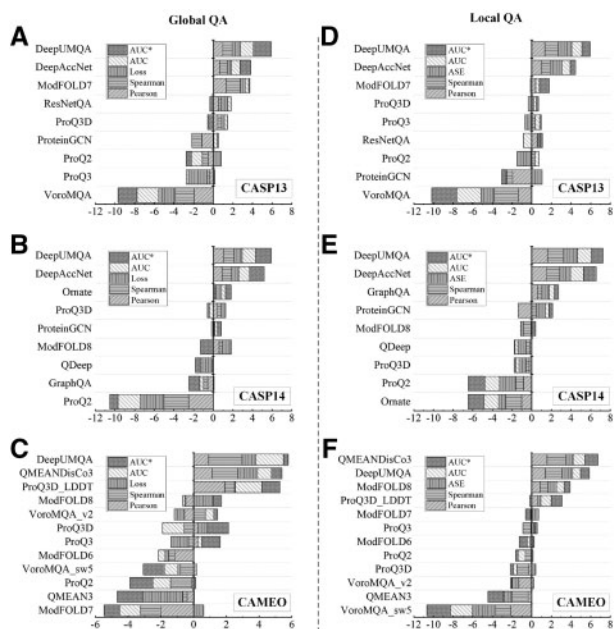 Global QA
Local QA
A
DeepUMQA
DeepAccNet
ModFOLD7
ResNetQA
ProQ3D
ProteinGCN
ProQ2
ProQ3
VoroMQA
AUC*
AUC
Loss
Spearman
Pearson
CASP13
-12 -10 -8 -6 -4 -2 0 2 4 6 8
D
DeepUMQA
DeepAccNet
ModFOLD7
ProQ3D
ProQ3
ResNetQA
ProQ2
ProteinGCN
VoroMQA
AUC*
AUC
ASE
Spearman
Pearson
CASP13
-12 -10 -8 -6 -4 -2 0 2 4 6 8
B
DeepUMQA
DeepAccNet
Ornate
ProQ3D
ProteinGCN
ModFOLD8
QDeep
GraphQA
ProQ2
AUC*
AUC
Loss
Spearman
Pearson
CASP14
-12 -10 -8 -6 -4 -2 0 2 4 6 8
E
DeepUMQA
DeepAccNet
GraphQA
ProteinGCN
ModFOLD8
QDeep
ProQ3D
ProQ2
Ornate
AUC*
AUC
ASE
Spearman
Pearson
CASP14
-12 -10 -8 -6 -4 -2 0 2 4 6 8
C
DeepUMQA
QMEANDisCo3
ProQ3D_LDDT
ModFOLD8
VoroMQA_v2
ProQ3D
ProQ3
ModFOLD6
VoroMQA_sw5
ProQ2
QMEAN3
ModFOLD7
AUC*
AUC
Loss
Spearman
Pearson
CAMEO
-6 -4 -2 0 2 4 6
F
QMEANDisCo3
DeepUMQA
ModFOLD8
ProQ3D_LDDT
ModFOLD7
ProQ3
ModFOLD6
ProQ2
ProQ3D
VoroMQA_v2
QMEAN3
VoroMQA_sw5
AUC*
AUC
ASE
Spearman
Pearson
CAMEO
-12 -10 -8 -6 -4 -2 0 2 4 6 8